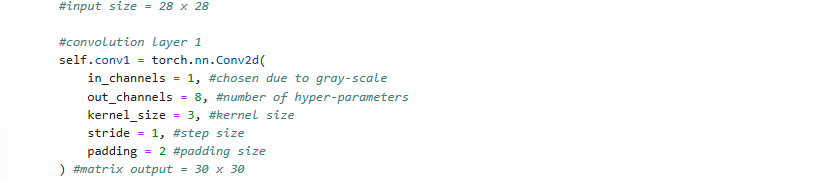 #input size = 28 x 28
#convolution layer 1
self.conv1 = torch.nn.Conv2d(
in_channels = 1, #chosen due to gray-scale
out_channels = 8, #number of hyper-parameters
kernel_size = 3, #kernel size
stride = 1, #step size
padding = 2 #padding size
) #matrix output = 30 x 30